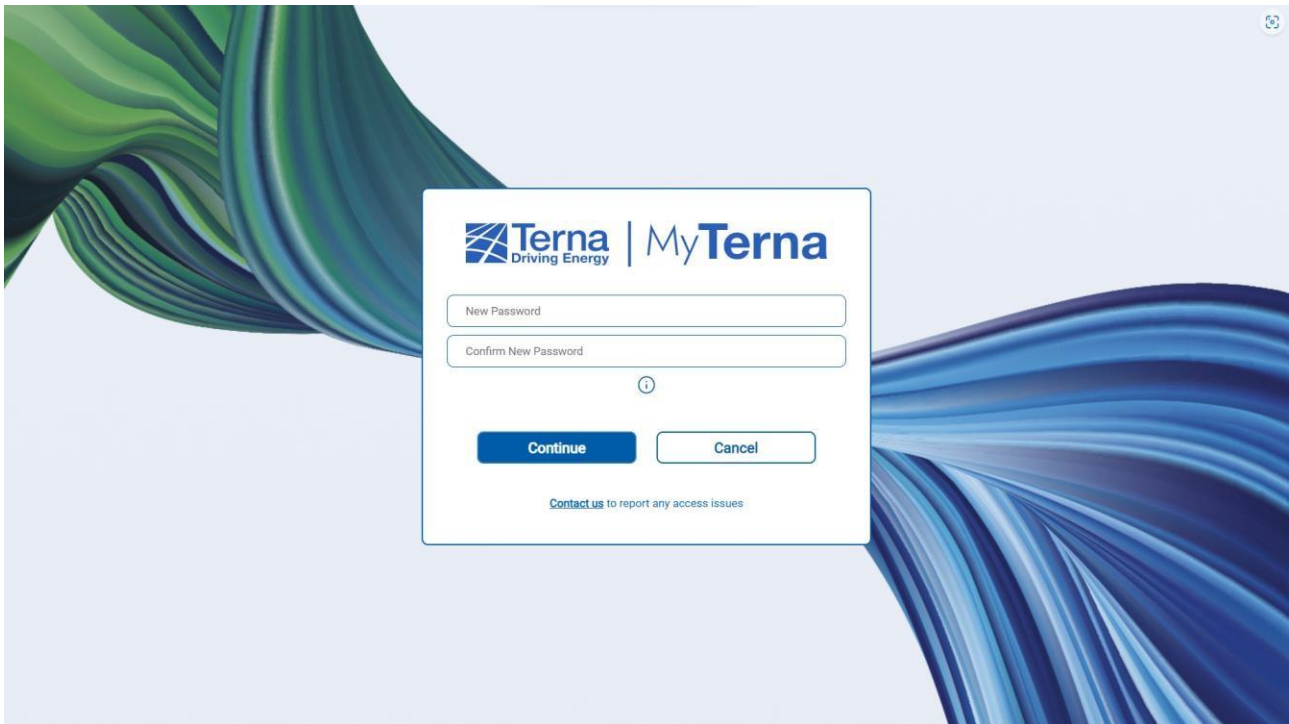 Terna | MyTerna
Driving Energy
New Password
Confirm New Password
Continue
Cancel
Contact us to report any access issues